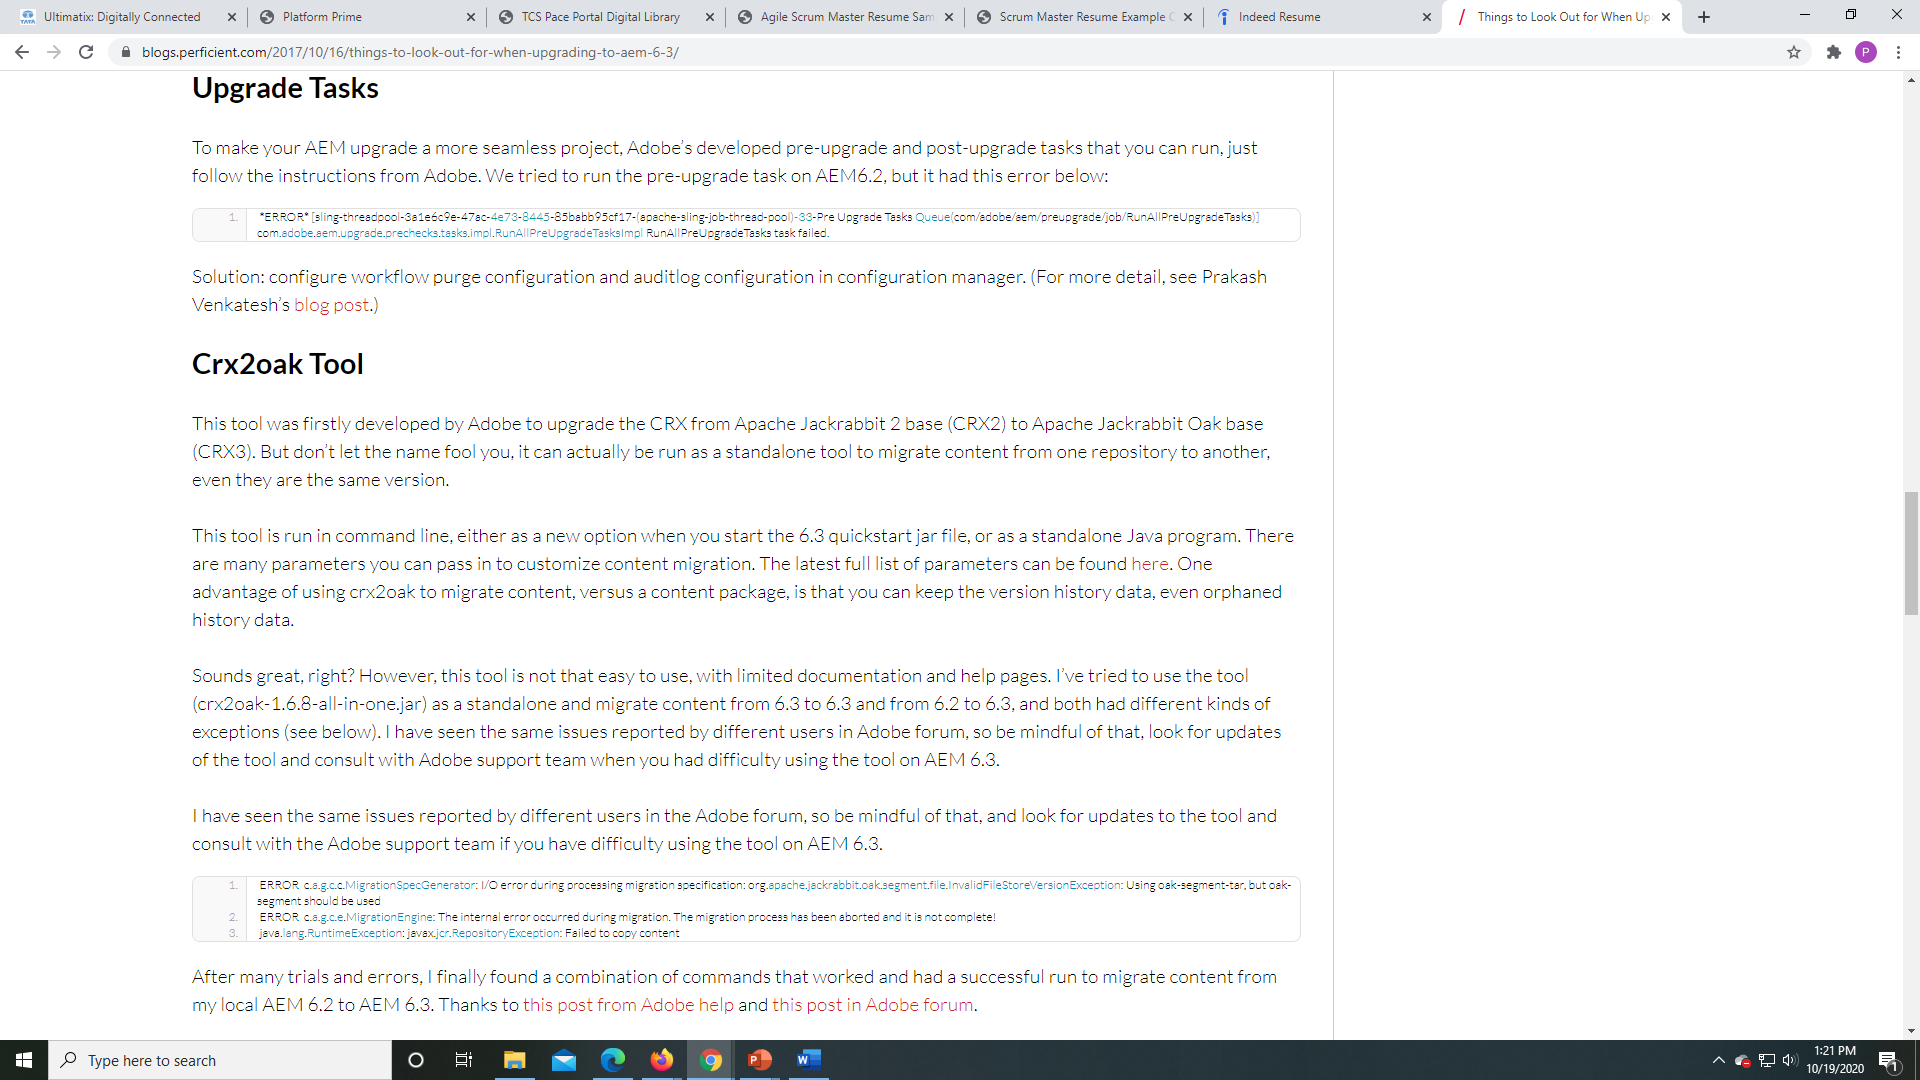 Ultimatix: Digitally Connected
Platform Prime
TCS Pace Portal Digital Library
Agile Scrum Master Resume Sam
Scrum Master Resume Example
Indeed Resume
Things to Look Out for When Up
blogs.perficient.com/2017/10/16/things-to-look-out-for-when-upgrading-to-aem-6-3/
P
Upgrade Tasks
To make your AEM upgrade a more seamless project, Adobe’s developed pre-upgrade and post-upgrade tasks that you can run, just
follow the instructions from Adobe. We tried to run the pre-upgrade task on AEM6.2, but it had this error below:
1. *ERROR* [sling-threadpool-3a1e6c9e-47ac-4e73-8445-85babb95cf17-(apache-sling-job-thread-pool)-33-Pre Upgrade Tasks Queue(com/adobe/aem/preupgrade/job/RunAllPreUpgradeTasks)]
com.adobe.aem.upgrade.prechecks.tasks.impl.RunAllPreUpgradeTasksImpl RunAllPreUpgradeTasks task failed.
Solution: configure workflow purge configuration and auditlog configuration in configuration manager. (For more detail, see Prakash
Venkatesh’s blog post.)
Crx2oak Tool
This tool was firstly developed by Adobe to upgrade the CRX from Apache Jackrabbit 2 base (CRX2) to Apache Jackrabbit Oak base
(CRX3). But don’t let the name fool you, it can actually be run as a standalone tool to migrate content from one repository to another,
even they are the same version.
This tool is run in command line, either as a new option when you start the 6.3 quickstart jar file, or as a standalone Java program. There
are many parameters you can pass in to customize content migration. The latest full list of parameters can be found here. One
advantage of using crx2oak to migrate content, versus a content package, is that you can keep the version history data, even orphaned
history data.
Sounds great, right? However, this tool is not that easy to use, with limited documentation and help pages. I’ve tried to use the tool
(crx2oak-1.6.8-all-in-one.jar) as a standalone and migrate content from 6.3 to 6.3 and from 6.2 to 6.3, and both had different kinds of
exceptions (see below). I have seen the same issues reported by different users in Adobe forum, so be mindful of that, look for updates
of the tool and consult with Adobe support team when you had difficulty using the tool on AEM 6.3.
I have seen the same issues reported by different users in the Adobe forum, so be mindful of that, and look for updates to the tool and
consult with the Adobe support team if you have difficulty using the tool on AEM 6.3.
1. ERROR c.a.g.c.c.MigrationSpecGenerator: I/O error during processing migration specification: org.apache.jackrabbit.oak.segment.file.InvalidFileStoreVersionException: Using oak-segment-tar, but oak-
segment should be used
2. ERROR c.a.g.c.e.MigrationEngine: The internal error occurred during migration. The migration process has been aborted and it is not complete!
3. java.lang.RuntimeException: javax.jcr.RepositoryException: Failed to copy content
After many trials and errors, I finally found a combination of commands that worked and had a successful run to migrate content from
my local AEM 6.2 to AEM 6.3. Thanks to this post from Adobe help and this post in Adobe forum.
Type here to search
1:21 PM
10/19/2020
1